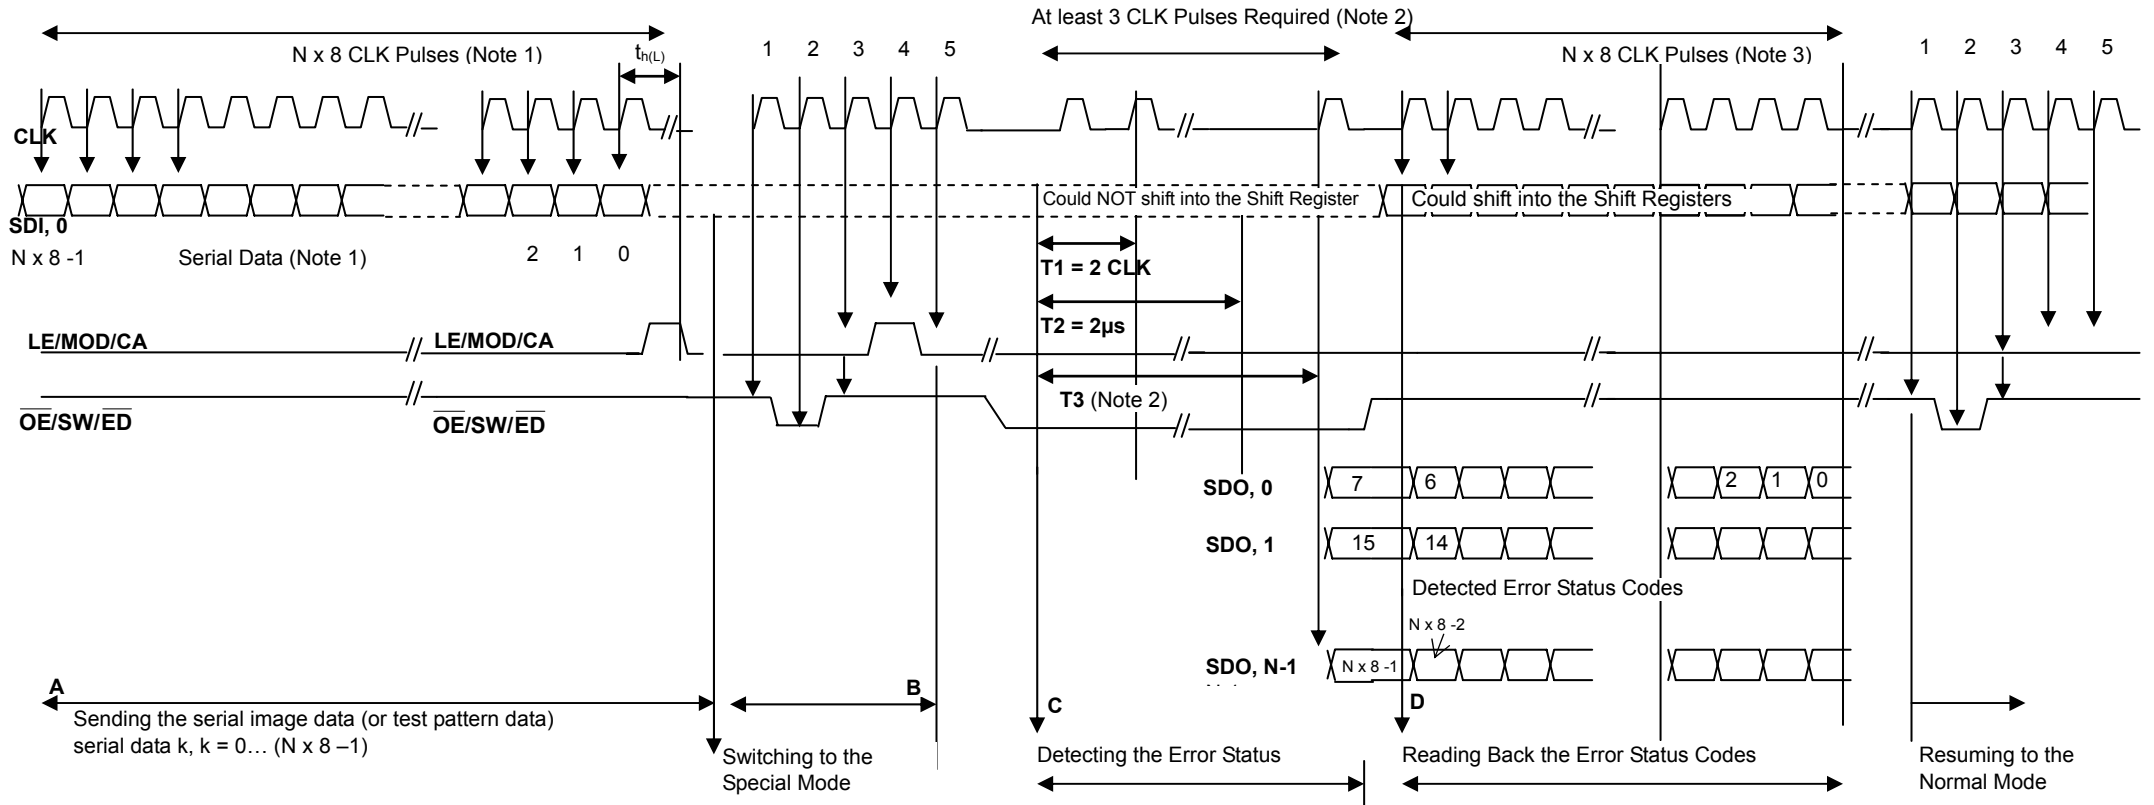 At least 3 CLK Pulses Required (Note 2)
N x 8 CLK Pulses (Note 1)
th(L)
1 2 3 4 5
N x 8 CLK Pulses (Note 3)
1 2 3 4 5
CLK
Could NOT shift into the Shift Register
Could shift into the Shift Registers
SDI, 0
N x 8 -1
Serial Data (Note 1)
2 1 0
T1 = 2 CLK
T2 = 2µs
LE/MOD/CA
LE/MOD/CA
T3 (Note 2)
OE/SW/ED
OE/SW/ED
SDO, 0
7
6
2
1
0
SDO, 1
15
14
Detected Error Status Codes
N x 8 -2
SDO, N-1
N x 8 -1
A
B
C
D
Sending the serial image data (or test pattern data)
serial data k, k = 0… (N x 8 –1)
Switching to the
Special Mode
Detecting the Error Status
Reading Back the Error Status Codes
Resuming to the
Normal Mode